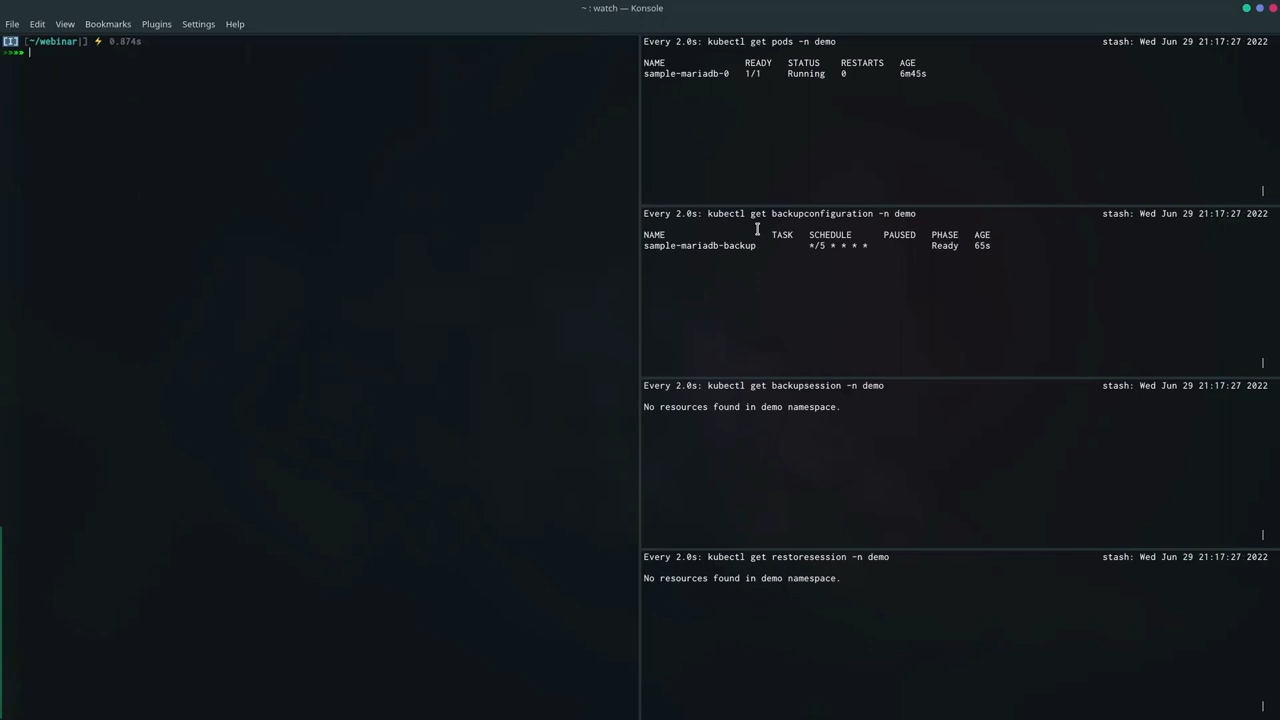 ~ : watch — Konsole
File Edit View Bookmarks Plugins Settings Help
[I] [~/webinar|] ⚡ 0.874s
»»»»
Every 2.0s: kubectl get pods -n demo stash: Wed Jun 29 21:17:27 2022
NAME READY STATUS RESTARTS AGE
sample-mariadb-0 1/1 Running 0 6m45s
Every 2.0s: kubectl get backupconfiguration -n demo stash: Wed Jun 29 21:17:27 2022
NAME TASK SCHEDULE PAUSED PHASE AGE
sample-mariadb-backup */5 * * * * Ready 65s
Every 2.0s: kubectl get backupsession -n demo stash: Wed Jun 29 21:17:27 2022
No resources found in demo namespace.
Every 2.0s: kubectl get restoresession -n demo stash: Wed Jun 29 21:17:27 2022
No resources found in demo namespace.